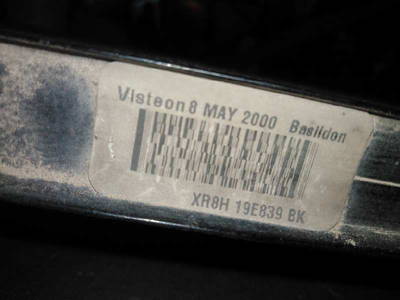 Visteon 8 MAY 2000 Basildon
XR8H 19E839 BK